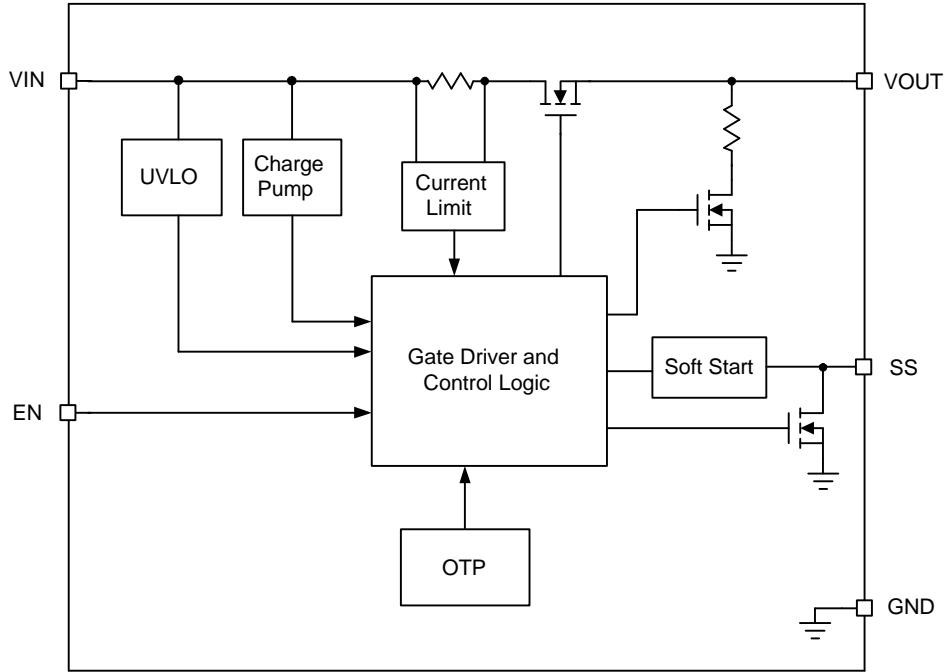 VIN
VOUT
UVLO
Charge
Pump
Current
Limit
Gate Driver and
Control Logic
Soft Start
SS
EN
OTP
GND